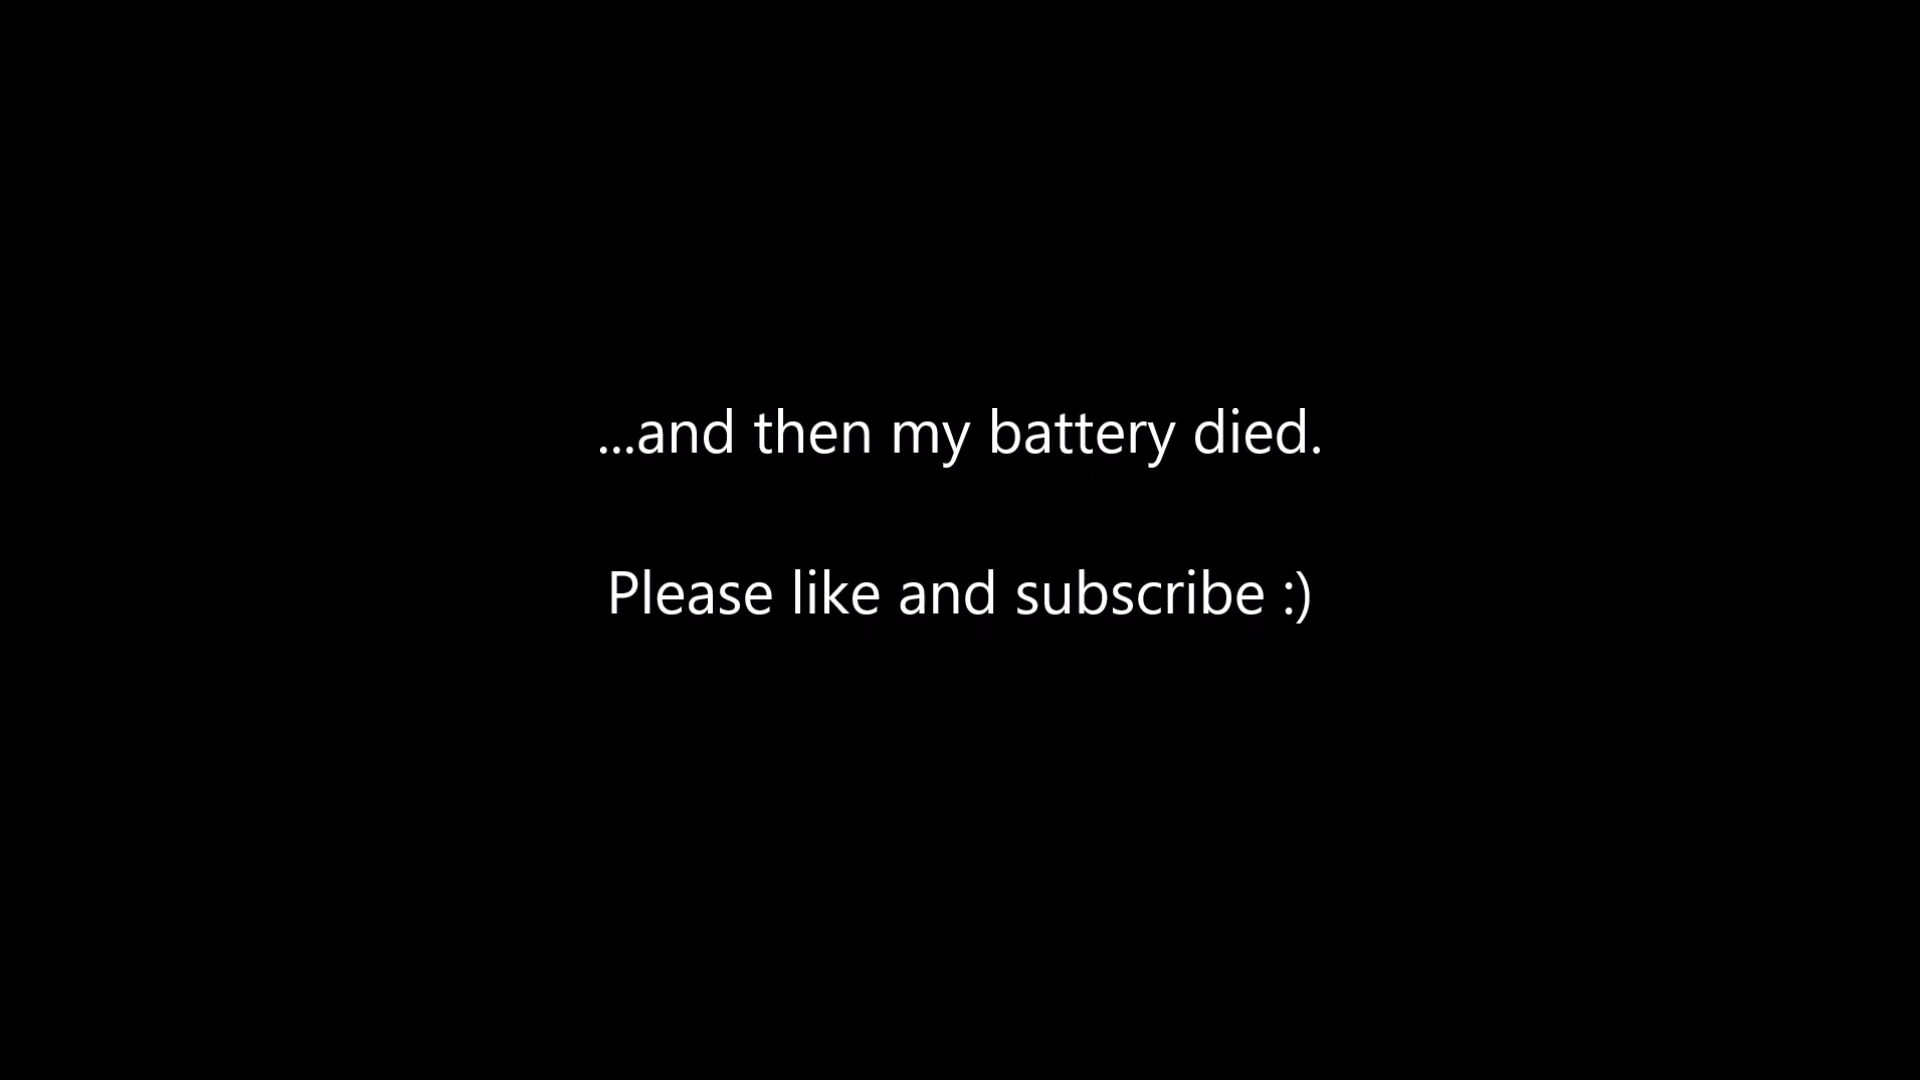 ...and then my battery died.
Please like and subscribe :)